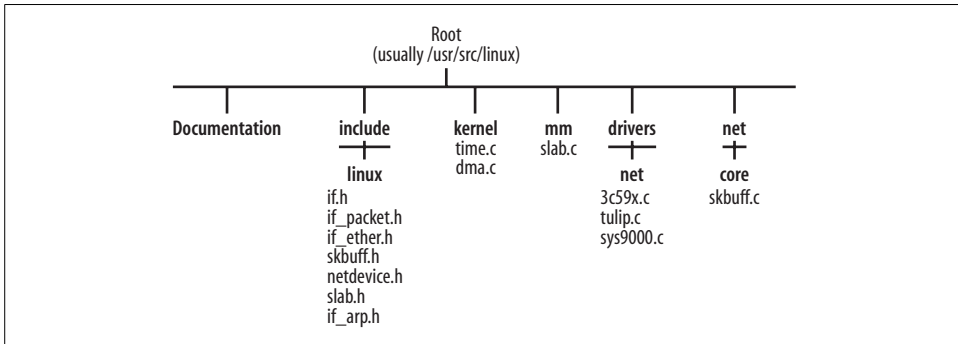 Root
(usually /usr/src/linux)
Documentation
include
kernel
mm
drivers
net
time.c
dma.c
slab.c
linux
if.h
if_packet.h
if_ether.h
skbuff.h
netdevice.h
slab.h
if_arp.h
net
3c59x.c
tulip.c
sys9000.c
core
skbuff.c